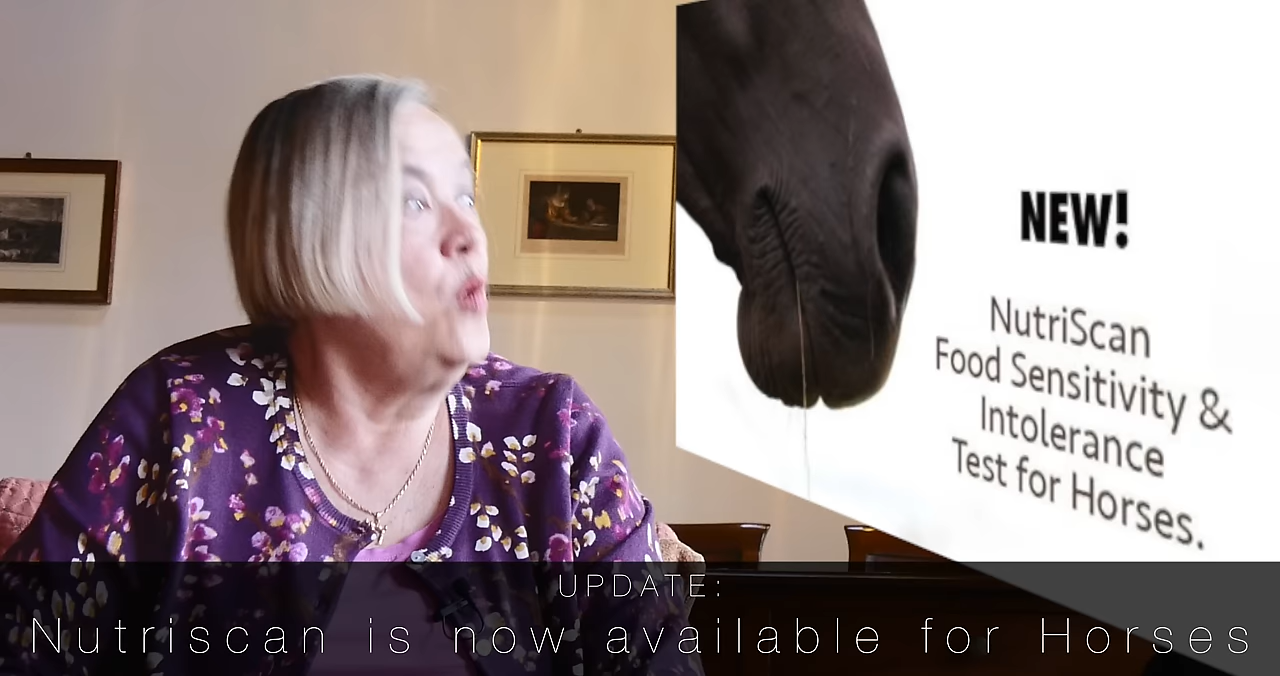 NEW!
NutriScan
Food Sensitivity &
Intolerance
Test for Horses.
UPDATE:
Nutriscan is now available for Horses